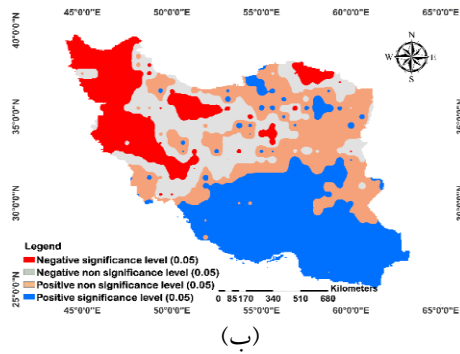 45°0'0"E 50°0'0"E 55°0'0"E 60°0'0"E 65°0'0"E
40°0'0"N
35°0'0"N
30°0'0"N
25°0'0"N
N
W E
S
Legend
Negative significance level (0.05)
Negative non significance level (0.05)
Positive non significance level (0.05)
Positive significance level (0.05)
Kilometers
0 85 170 340 510 680
45°0'0"E 50°0'0"E 55°0'0"E 60°0'0"E 65°0'0"E
(ب)